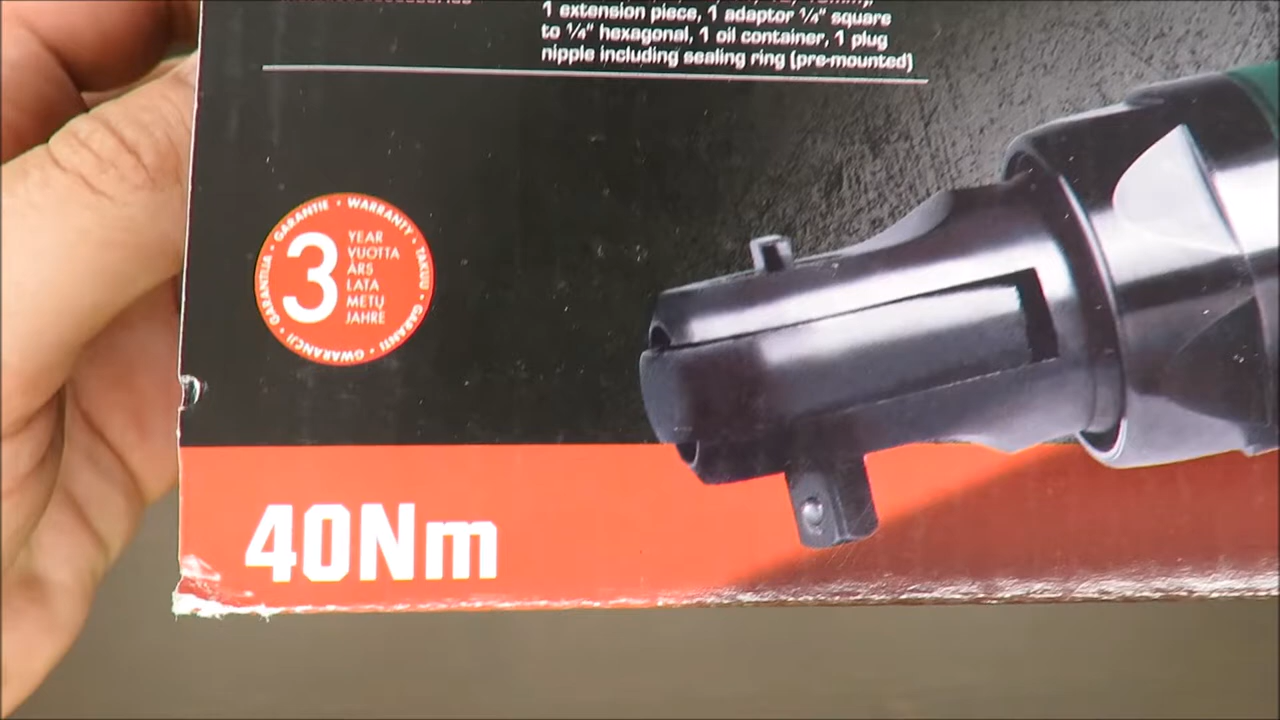 1 extension piece, 1 adaptor ¼" square
to ¼" hexagonal, 1 oil container, 1 plug
nipple including sealing ring (pre-mounted)
GARANTIE • WARRANTY • TAKUU • GARANTI • GWARANCJI • GARANTIJA •
3
YEAR
VUOTTA
ÅRS
LATA
METŲ
JAHRE
40Nm